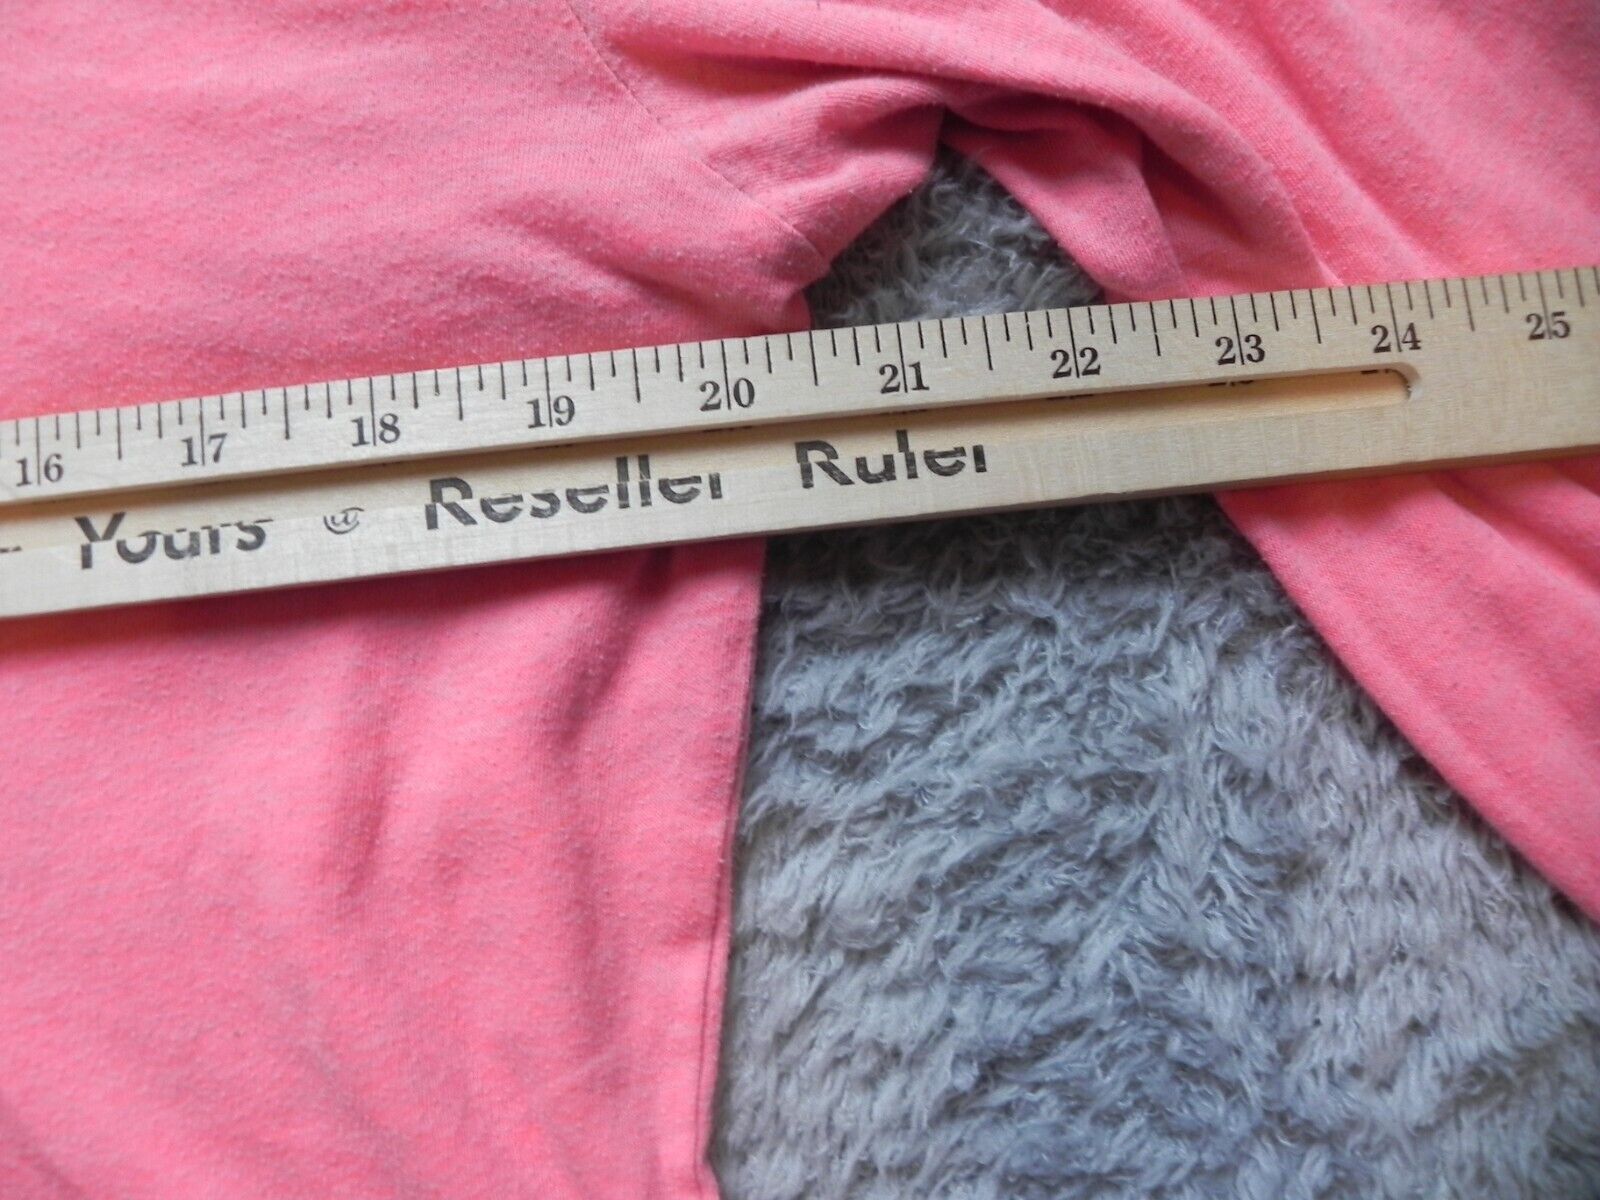 16 17 18 19 20 21 22 23 24 25
- Yours @ Reseller Ruler